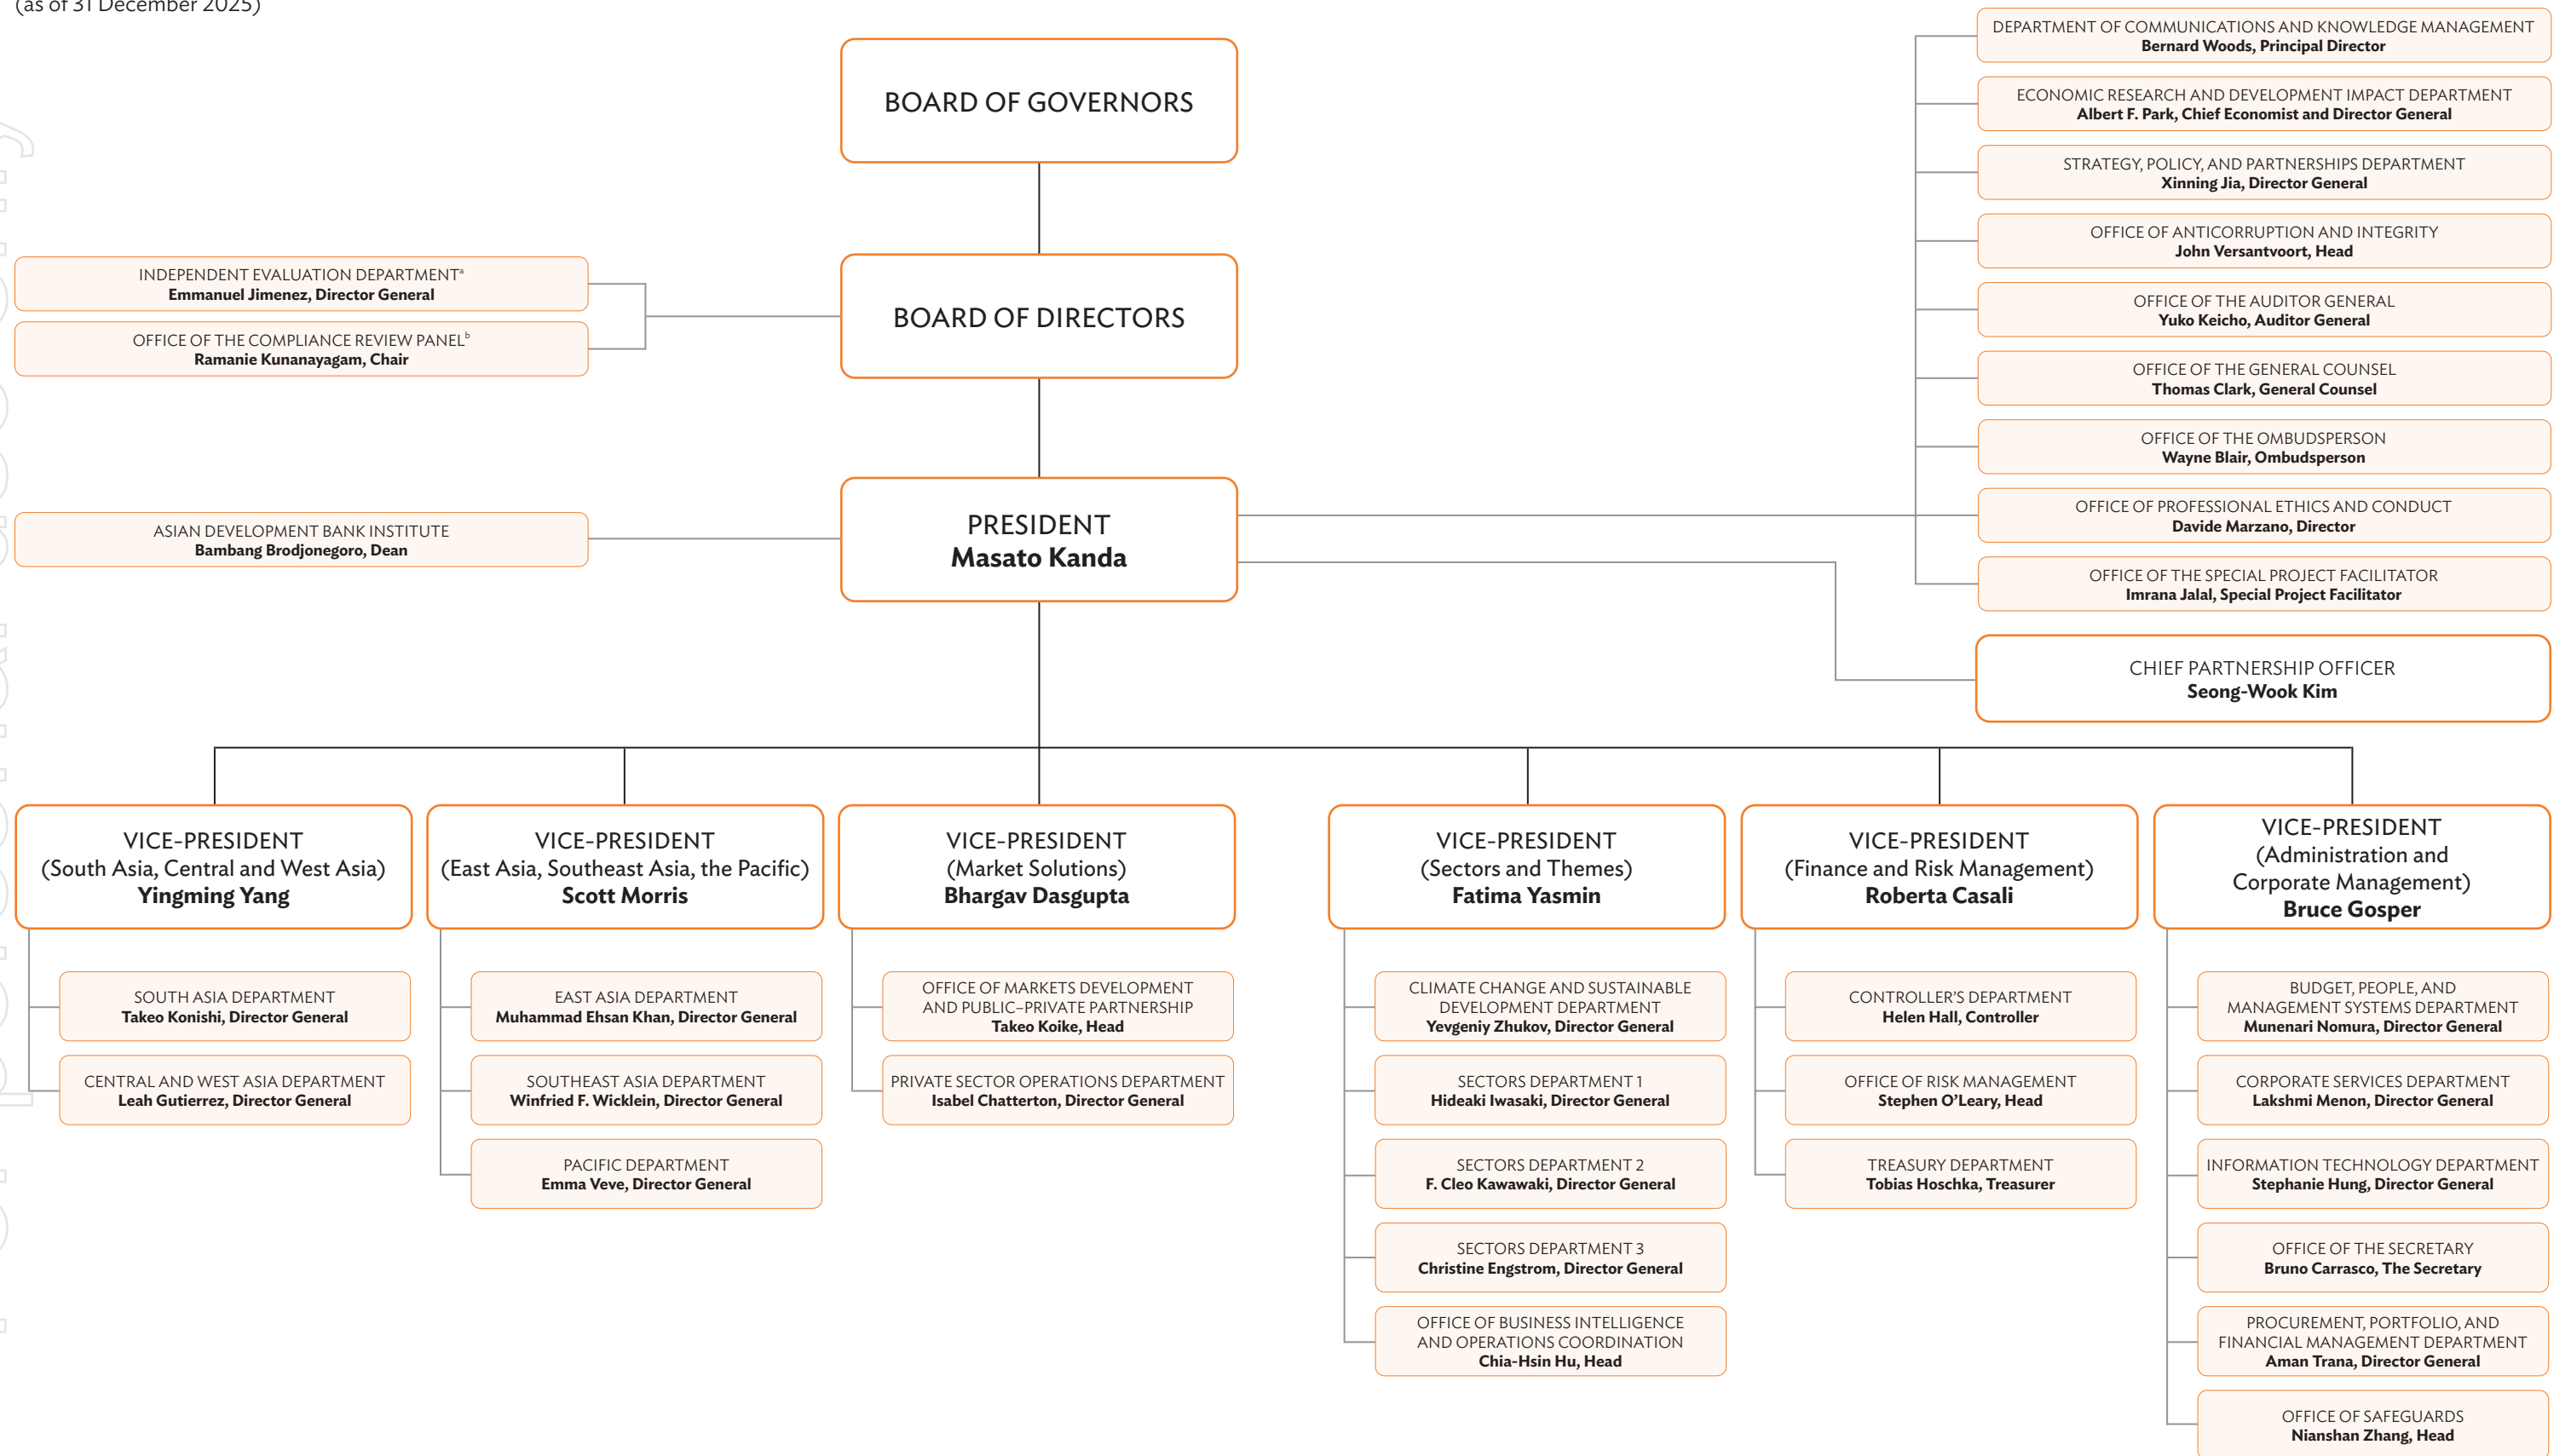 (as of 31 December 2025)
BOARD OF GOVERNORS
BOARD OF DIRECTORS
INDEPENDENT EVALUATION DEPARTMENTᵃ
Emmanuel Jimenez, Director General
OFFICE OF THE COMPLIANCE REVIEW PANELᵇ
Ramanie Kunanayagam, Chair
PRESIDENT
Masato Kanda
ASIAN DEVELOPMENT BANK INSTITUTE
Bambang Brodjonegoro, Dean
DEPARTMENT OF COMMUNICATIONS AND KNOWLEDGE MANAGEMENT
Bernard Woods, Principal Director
ECONOMIC RESEARCH AND DEVELOPMENT IMPACT DEPARTMENT
Albert F. Park, Chief Economist and Director General
STRATEGY, POLICY, AND PARTNERSHIPS DEPARTMENT
Xinning Jia, Director General
OFFICE OF ANTICORRUPTION AND INTEGRITY
John Versantvoort, Head
OFFICE OF THE AUDITOR GENERAL
Yuko Keicho, Auditor General
OFFICE OF THE GENERAL COUNSEL
Thomas Clark, General Counsel
OFFICE OF THE OMBUDSPERSON
Wayne Blair, Ombudsperson
OFFICE OF PROFESSIONAL ETHICS AND CONDUCT
Davide Marzano, Director
OFFICE OF THE SPECIAL PROJECT FACILITATOR
Imrana Jalal, Special Project Facilitator
CHIEF PARTNERSHIP OFFICER
Seong-Wook Kim
VICE-PRESIDENT
(South Asia, Central and West Asia)
Yingming Yang
SOUTH ASIA DEPARTMENT
Takeo Konishi, Director General
CENTRAL AND WEST ASIA DEPARTMENT
Leah Gutierrez, Director General
VICE-PRESIDENT
(East Asia, Southeast Asia, the Pacific)
Scott Morris
EAST ASIA DEPARTMENT
Muhammad Ehsan Khan, Director General
SOUTHEAST ASIA DEPARTMENT
Winfried F. Wicklein, Director General
PACIFIC DEPARTMENT
Emma Veve, Director General
VICE-PRESIDENT
(Market Solutions)
Bhargav Dasgupta
OFFICE OF MARKETS DEVELOPMENT
AND PUBLIC–PRIVATE PARTNERSHIP
Takeo Koike, Head
PRIVATE SECTOR OPERATIONS DEPARTMENT
Isabel Chatterton, Director General
VICE-PRESIDENT
(Sectors and Themes)
Fatima Yasmin
CLIMATE CHANGE AND SUSTAINABLE
DEVELOPMENT DEPARTMENT
Yevgeniy Zhukov, Director General
SECTORS DEPARTMENT 1
Hideaki Iwasaki, Director General
SECTORS DEPARTMENT 2
F. Cleo Kawawaki, Director General
SECTORS DEPARTMENT 3
Christine Engstrom, Director General
OFFICE OF BUSINESS INTELLIGENCE
AND OPERATIONS COORDINATION
Chia-Hsin Hu, Head
VICE-PRESIDENT
(Finance and Risk Management)
Roberta Casali
CONTROLLER’S DEPARTMENT
Helen Hall, Controller
OFFICE OF RISK MANAGEMENT
Stephen O’Leary, Head
TREASURY DEPARTMENT
Tobias Hoschka, Treasurer
VICE-PRESIDENT
(Administration and
Corporate Management)
Bruce Gosper
BUDGET, PEOPLE, AND
MANAGEMENT SYSTEMS DEPARTMENT
Munenari Nomura, Director General
CORPORATE SERVICES DEPARTMENT
Lakshmi Menon, Director General
INFORMATION TECHNOLOGY DEPARTMENT
Stephanie Hung, Director General
OFFICE OF THE SECRETARY
Bruno Carrasco, The Secretary
PROCUREMENT, PORTFOLIO, AND
FINANCIAL MANAGEMENT DEPARTMENT
Aman Trana, Director General
OFFICE OF SAFEGUARDS
Nianshan Zhang, Head